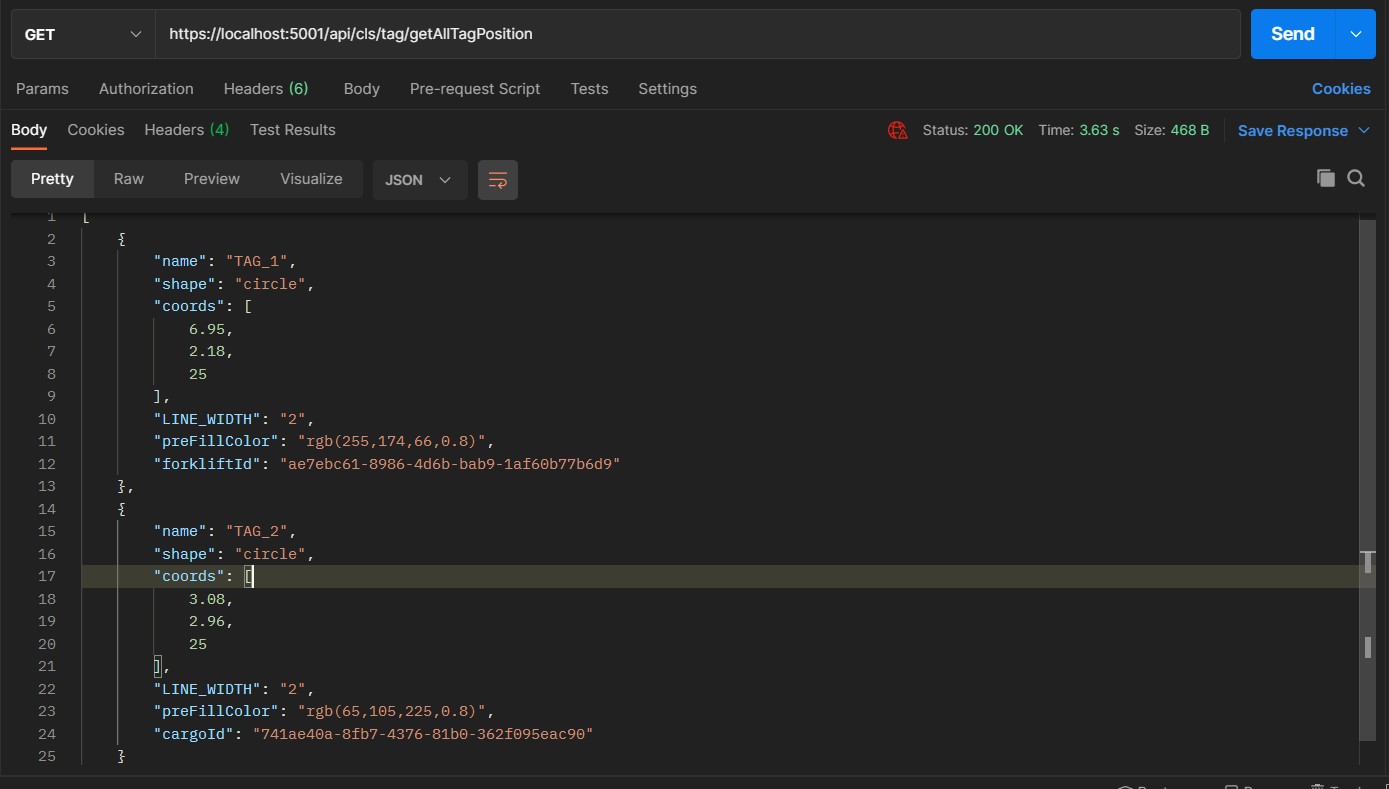 GET https://localhost:5001/api/cls/tag/getAllTagPosition Send
Params Authorization Headers (6) Body Pre-request Script Tests Settings Cookies
Body Cookies Headers (4) Test Results Status: 200 OK Time: 3.63 s Size: 468 B Save Response
Pretty Raw Preview Visualize JSON
1 [
2 {
3 "name": "TAG_1",
4 "shape": "circle",
5 "coords": [
6 6.95,
7 2.18,
8 25
9 ],
10 "LINE_WIDTH": "2",
11 "preFillColor": "rgb(255,174,66,0.8)",
12 "forkliftId": "ae7ebc61-8986-4d6b-bab9-1af60b77b6d9"
13 },
14 {
15 "name": "TAG_2",
16 "shape": "circle",
17 "coords": [
18 3.08,
19 2.96,
20 25
21 ],
22 "LINE_WIDTH": "2",
23 "preFillColor": "rgb(65,105,225,0.8)",
24 "cargoId": "741ae40a-8fb7-4376-81b0-362f095eac90"
25 }